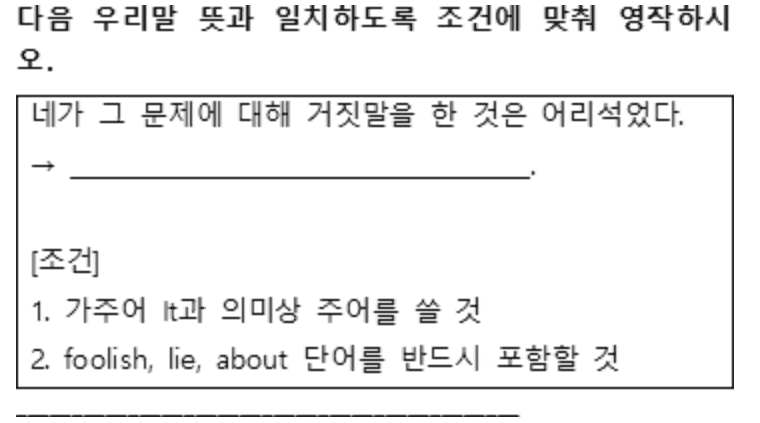 다음 우리말 뜻과 일치하도록 조건에 맞춰 영작하시
오.
네가 그 문제에 대해 거짓말을 한 것은 어리석었다.
→ ______________________________.
[조건]
1. 가주어 It과 의미상 주어를 쓸 것
2. foolish, lie, about 단어를 반드시 포함할 것